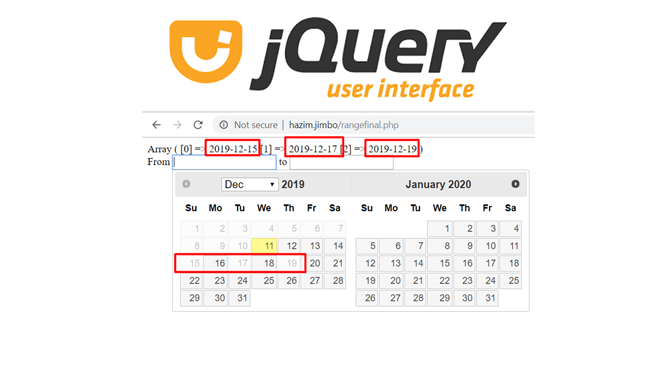 jQuery
user interface
Not secure | hazim.jimbo/rangefinal.php
Array ( [0] => 2019-12-15 [1] => 2019-12-17 [2] => 2019-12-19 )
From to
Dec 2019 January 2020
Su Mo Tu We Th Fr Sa Su Mo Tu We Th Fr Sa
1 2 3 4 5 6 7 1 2 3 4
8 9 10 11 12 13 14 5 6 7 8 9 10 11
15 16 17 18 19 20 21 12 13 14 15 16 17 18
22 23 24 25 26 27 28 19 20 21 22 23 24 25
29 30 31 26 27 28 29 30 31